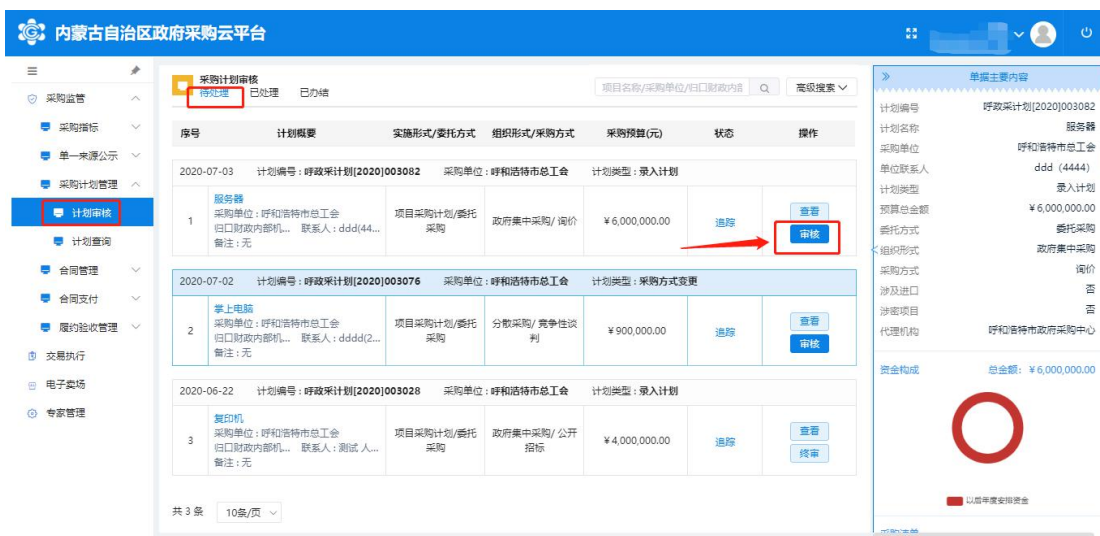 内蒙古自治区政府采购云平台
采购监管
采购指标
单一来源公示
采购计划管理
计划审核
计划查询
合同管理
合同支付
履约验收管理
交易执行
电子卖场
专家管理
采购计划审核
待处理 已处理 已办结
项目名称/采购单位/归口财政内部 高级搜索
序号 计划概要 实施形式/委托方式 组织形式/采购方式 采购预算(元) 状态 操作
2020-07-03 计划编号：呼政采计划[2020]003082 采购单位：呼和浩特市总工会 计划类型：录入计划
服务器
采购单位：呼和浩特市总工会
归口财政内部机... 联系人：ddd(44...
备注：无
1
项目采购计划/委托
采购
政府集中采购/ 询价
¥6,000,000.00
追踪
查看
审核
2020-07-02 计划编号：呼政采计划[2020]003076 采购单位：呼和浩特市总工会 计划类型：采购方式变更
掌上电脑
采购单位：呼和浩特市总工会
归口财政内部机... 联系人：dddd(2...
备注：无
2
项目采购计划/委托
采购
分散采购/ 竞争性谈
判
¥900,000.00
追踪
查看
审核
2020-06-22 计划编号：呼政采计划[2020]003028 采购单位：呼和浩特市总工会 计划类型：录入计划
复印机
采购单位：呼和浩特市总工会
归口财政内部机... 联系人：测试 人...
备注：无
3
项目采购计划/委托
采购
政府集中采购/ 公开
招标
¥4,000,000.00
追踪
查看
终审
共 3 条 10条/页
单据主要内容
计划编号 呼政采计划[2020]003082
计划名称 服务器
采购单位 呼和浩特市总工会
单位联系人 ddd（4444）
计划类型 录入计划
预算总金额 ¥6,000,000.00
委托方式 委托采购
组织形式 政府集中采购
采购方式 询价
涉及进口 否
涉密项目 否
代理机构 呼和浩特市政府采购中心
资金构成 总金额：¥6,000,000.00
以后年度安排资金